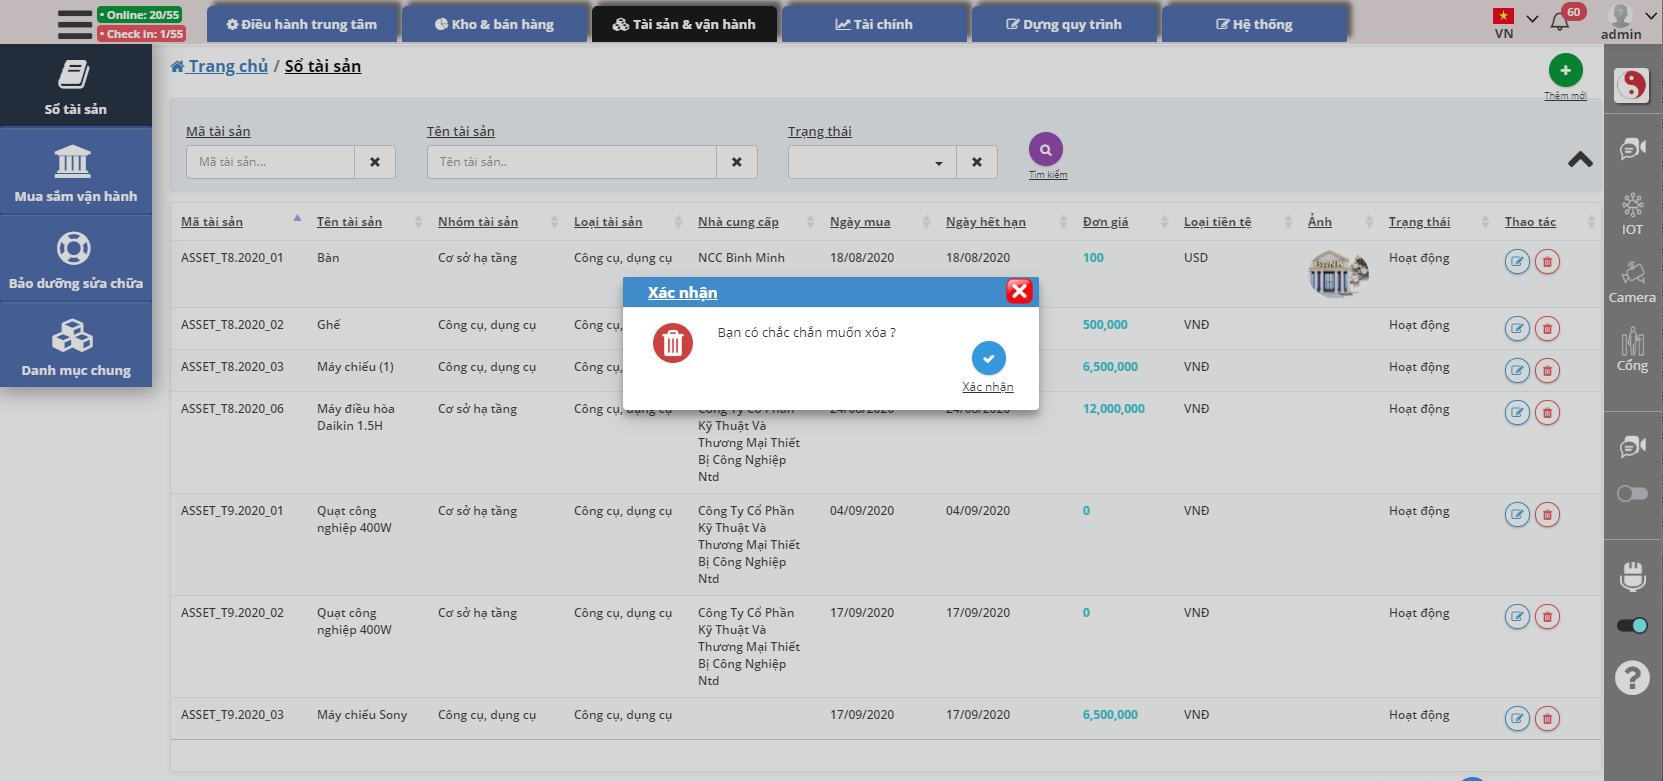 Online: 20/55
Check in: 1/55
Điều hành trung tâm
Kho & bán hàng
Tài sản & vận hành
Tài chính
Dựng quy trình
Hệ thống
VN
60
admin
Sổ tài sản
Mua sắm vận hành
Bảo dưỡng sửa chữa
Danh mục chung
Trang chủ / Sổ tài sản
Thêm mới
Mã tài sản
Tên tài sản
Trạng thái
Mã tài sản...
Tên tài sản..
Tìm kiếm
Mã tài sản Tên tài sản Nhóm tài sản Loại tài sản Nhà cung cấp Ngày mua Ngày hết hạn Đơn giá Loại tiền tệ Ảnh Trạng thái Thao tác
ASSET_T8.2020_01 Bàn Cơ sở hạ tầng Công cụ, dụng cụ NCC Bình Minh 18/08/2020 18/08/2020 100 USD Hoạt động
BANK
ASSET_T8.2020_02 Ghế Công cụ, dụng cụ Công cụ, 500,000 VNĐ Hoạt động
ASSET_T8.2020_03 Máy chiếu (1) Công cụ, dụng cụ Công cụ, 6,500,000 VNĐ Hoạt động
ASSET_T8.2020_06 Máy điều hòa Cơ sở hạ tầng Công cụ, dụng cụ Công Ty Cổ Phần 24/08/2020 24/08/2020 12,000,000 VNĐ Hoạt động
Daikin 1.5H Kỹ Thuật Và
Thương Mại Thiết
Bị Công Nghiệp
Ntd
ASSET_T9.2020_01 Quạt công Cơ sở hạ tầng Công cụ, dụng cụ Công Ty Cổ Phần 04/09/2020 04/09/2020 0 VNĐ Hoạt động
nghiệp 400W Kỹ Thuật Và
Thương Mại Thiết
Bị Công Nghiệp
Ntd
ASSET_T9.2020_02 Quạt công Cơ sở hạ tầng Công cụ, dụng cụ Công Ty Cổ Phần 17/09/2020 17/09/2020 0 VNĐ Hoạt động
nghiệp 400W Kỹ Thuật Và
Thương Mại Thiết
Bị Công Nghiệp
Ntd
ASSET_T9.2020_03 Máy chiếu Sony Công cụ, dụng cụ Công cụ, dụng cụ 17/09/2020 17/09/2020 6,500,000 VNĐ Hoạt động
Xác nhận
Bạn có chắc chắn muốn xóa ?
Xác nhận
IOT
Camera
Cổng